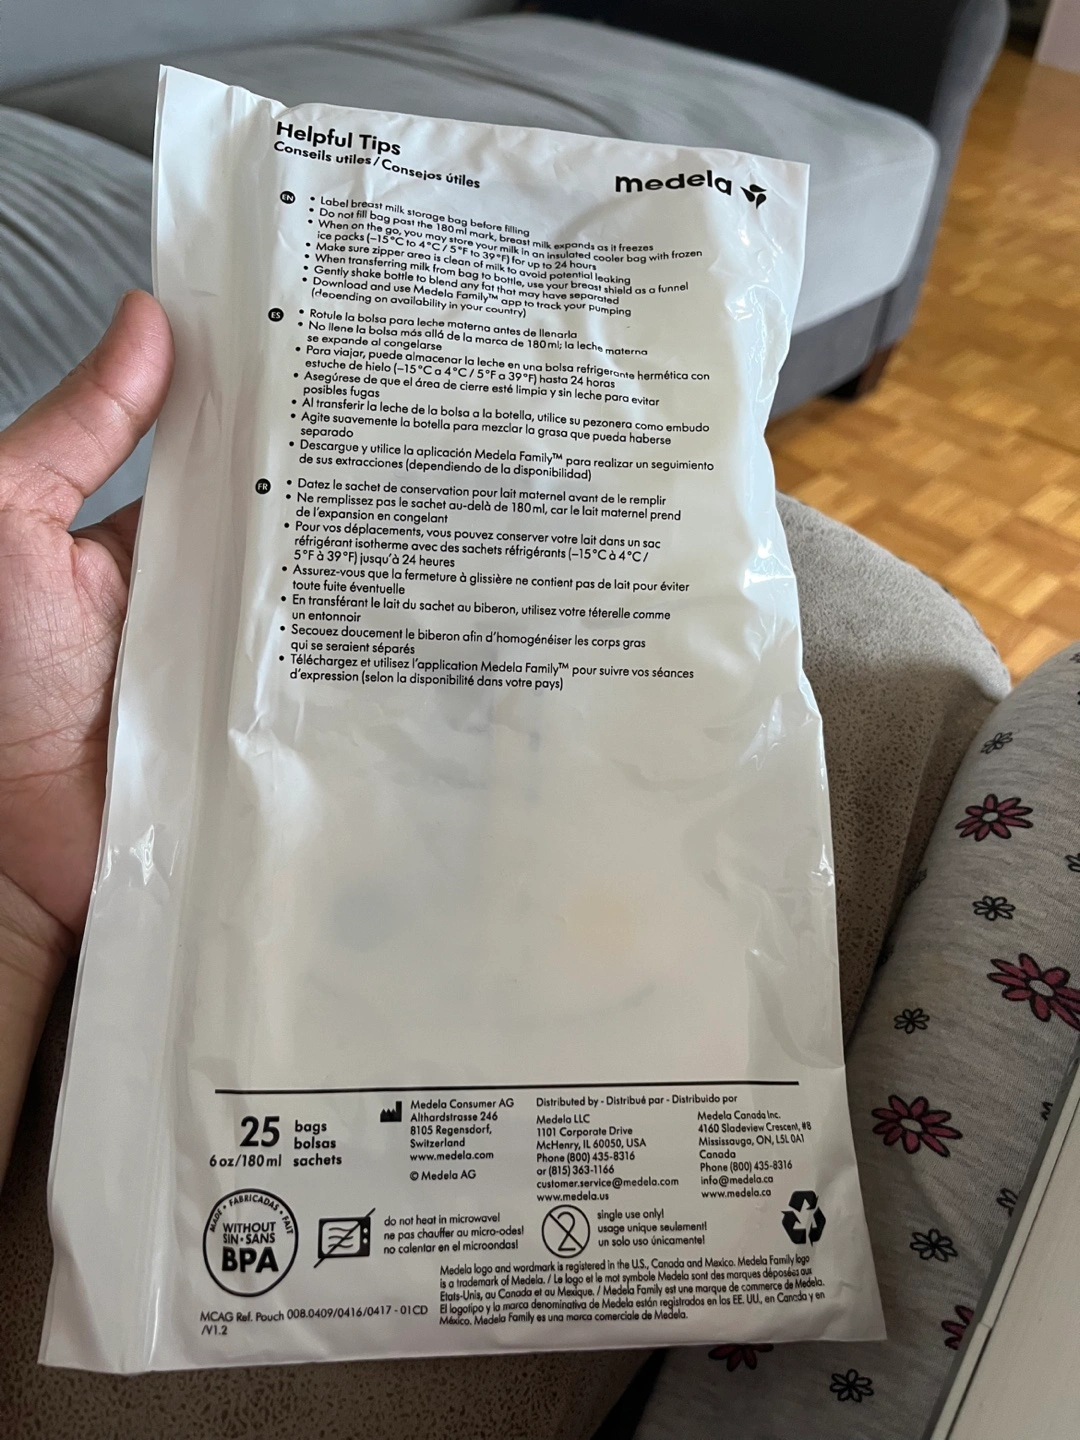 Helpful Tips
Conseils utiles / Consejos útiles
medela
EN
• Label breast milk storage bag before filling
• Do not fill bag past the 180 ml mark, breast milk expands as it freezes
• When on the go, you may store your milk in an insulated cooler bag with frozen
ice packs (–15°C to 4°C / 5°F to 39°F) for up to 24 hours
• Make sure zipper area is clean of milk to avoid potential leaking
• When transferring milk from bag to bottle, use your breast shield as a funnel
• Gently shake bottle to blend any fat that may have separated
• Download and use Medela Family™ app to track your pumping
(depending on availability in your country)
ES
• Rotule la bolsa para leche materna antes de llenarla
• No llene la bolsa más allá de la marca de 180 ml; la leche materna
se expande al congelarse
• Para viajar, puede almacenar la leche en una bolsa refrigerante hermética con
estuche de hielo (–15°C a 4°C / 5°F a 39°F) hasta 24 horas
• Asegúrese de que el área de cierre esté limpia y sin leche para evitar
posibles fugas
• Al transferir la leche de la bolsa a la botella, utilice su pezonera como embudo
• Agite suavemente la botella para mezclar la grasa que pueda haberse
separado
• Descargue y utilice la aplicación Medela Family™ para realizar un seguimiento
de sus extracciones (dependiendo de la disponibilidad)
FR
• Datez le sachet de conservation pour lait maternel avant de le remplir
• Ne remplissez pas le sachet au-delà de 180 ml, car le lait maternel prend
de l'expansion en congelant
• Pour vos déplacements, vous pouvez conserver votre lait dans un sac
réfrigérant isotherme avec des sachets réfrigérants (–15°C à 4°C /
5°F à 39°F) jusqu'à 24 heures
• Assurez-vous que la fermeture à glissière ne contient pas de lait pour éviter
toute fuite éventuelle
• En transférant le lait du sachet au biberon, utilisez votre téterelle comme
un entonnoir
• Secouez doucement le biberon afin d'homogénéiser les corps gras
qui se seraient séparés
• Téléchargez et utilisez l'application Medela Family™ pour suivre vos séances
d'expression (selon la disponibilité dans votre pays)
25 bags
bolsas
6 oz/180 ml sachets
Medela Consumer AG
Althardstrasse 246
8105 Regensdorf,
Switzerland
www.medela.com
© Medela AG
Distributed by - Distribué par - Distribuido por
Medela LLC
1101 Corporate Drive
McHenry, IL 60050, USA
Phone (800) 435-8316
or (815) 363-1166
customer.service@medela.com
www.medela.us
Medela Canada Inc.
4160 Sladeview Crescent, #8
Mississauga, ON, L5L 0A1
Canada
Phone (800) 435-8316
info@medela.ca
www.medela.ca
MADE • FABRICADAS • FAIT
WITHOUT
SIN • SANS
BPA
do not heat in microwave!
ne pas chauffer au micro-odes!
no calentar en el microondas!
2
single use only!
usage unique seulement!
un solo uso únicamente!
Medela logo and wordmark is registered in the U.S., Canada and Mexico. Medela Family logo
is a trademark of Medela. / Le logo et le mot symbole Medela sont des marques déposées aux
Etats-Unis, au Canada et au Mexique. / Medela Family est une marque de commerce de Medela.
El logotipo y la marca denominativa de Medela están registrados en los EE. UU., en Canada y en
México. Medela Family es una marca comerciale de Medela.
MCAG Ref. Pouch 008.0409/0416/0417 - 01CD
/V1.2